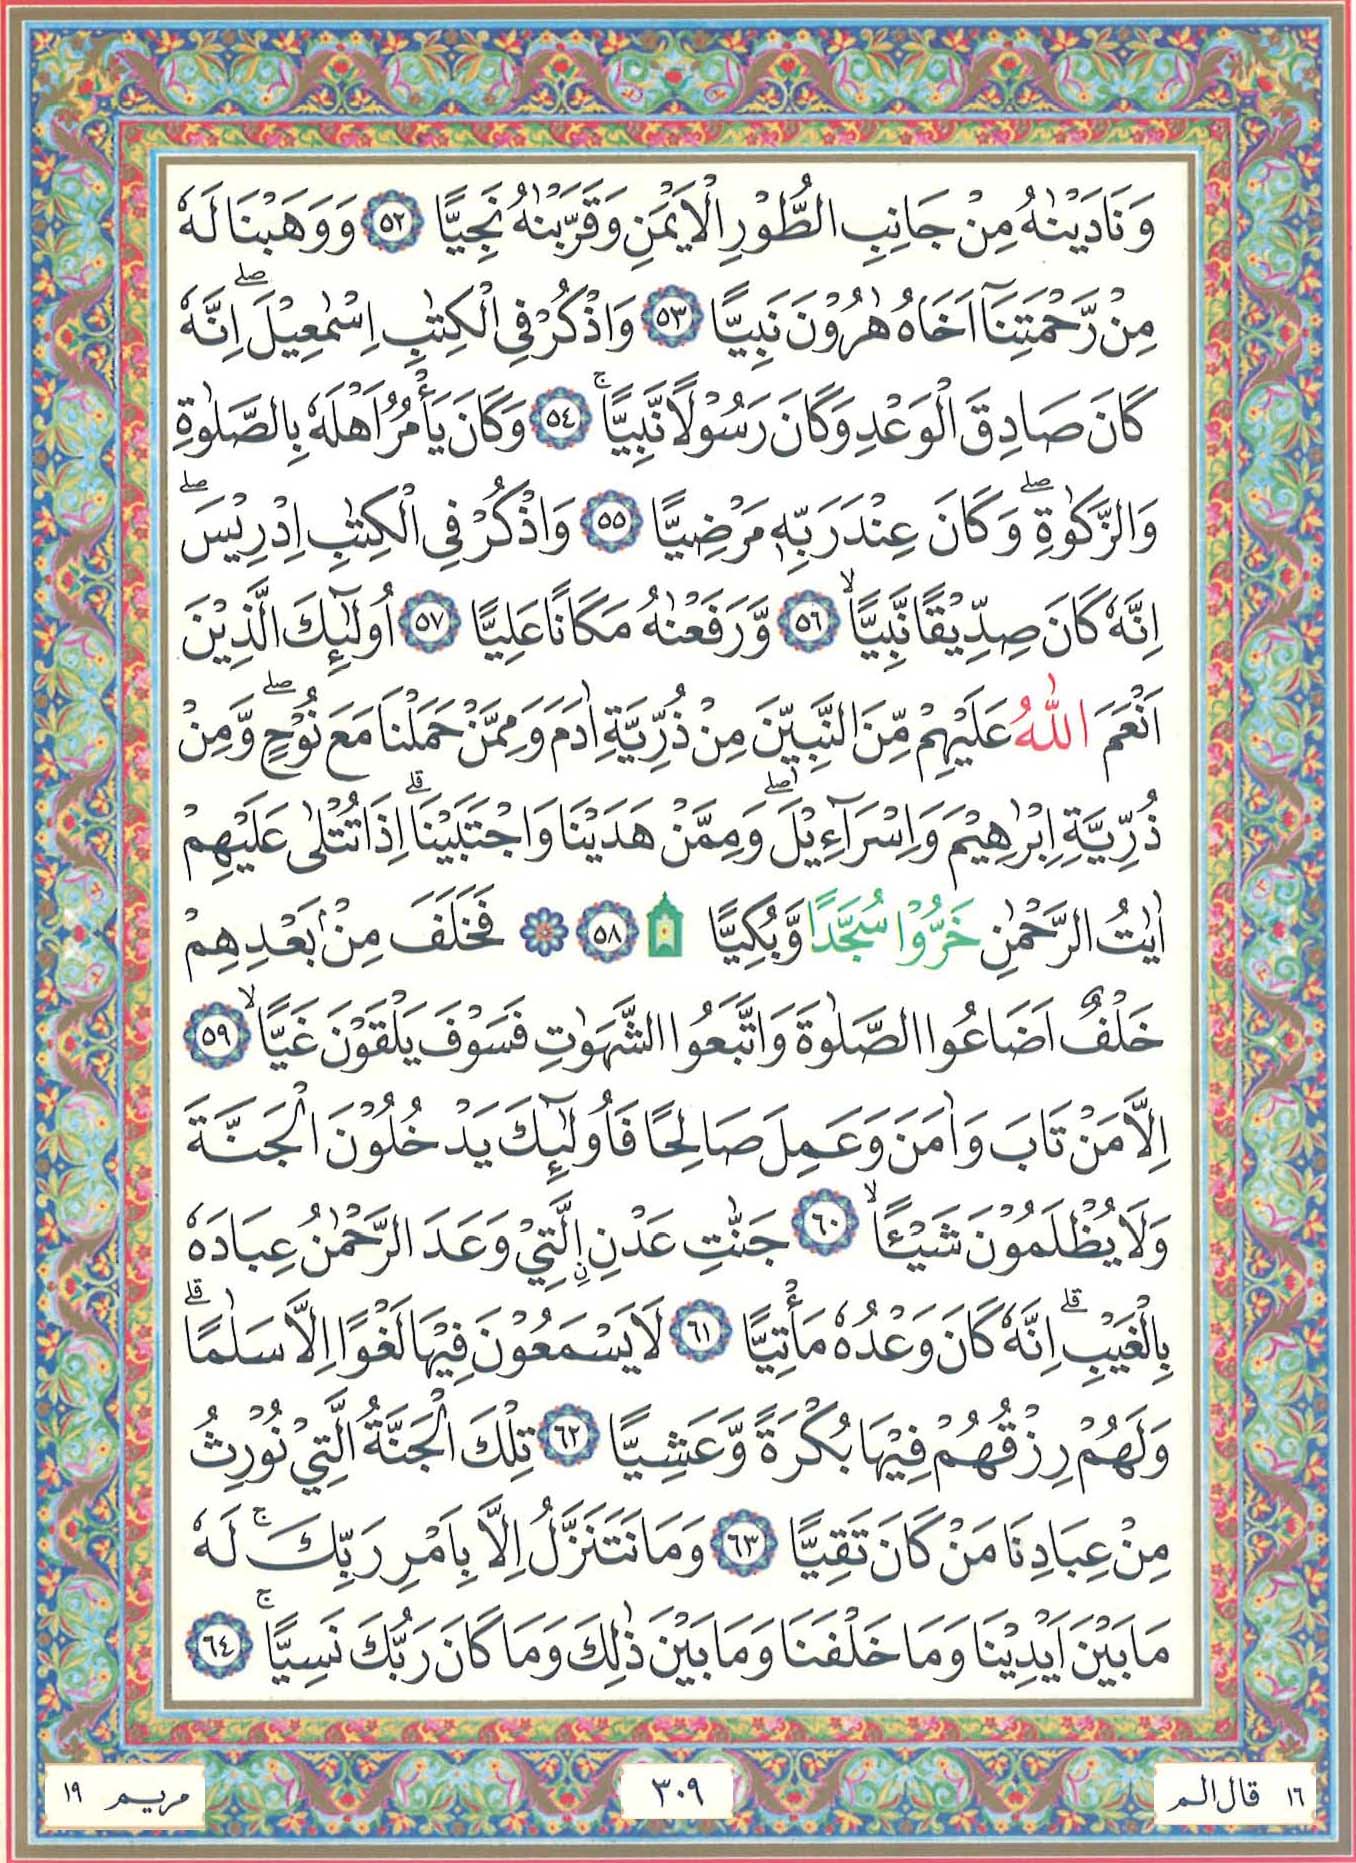 وَنَادَيْنٰهُ مِنْ جَانِبِ الطُّوْرِ الْاَيْمَنِ وَقَرَّبْنٰهُ نَجِيًّا ٥٢ وَوَهَبْنَا لَهٗ
مِنْ رَّحْمَتِنَآ اَخَاهُ هٰرُوْنَ نَبِيًّا ٥٣ وَاذْكُرْ فِى الْكِتٰبِ اِسْمٰعِيْلَ ۖ اِنَّهٗ
كَانَ صَادِقَ الْوَعْدِ وَكَانَ رَسُوْلًا نَّبِيًّا ۚ ٥٤ وَكَانَ يَأْمُرُ اَهْلَهٗ بِالصَّلٰوةِ
وَالزَّكٰوةِ ۖ وَكَانَ عِنْدَ رَبِّهٖ مَرْضِيًّا ٥٥ وَاذْكُرْ فِى الْكِتٰبِ اِدْرِيْسَ ۖ
اِنَّهٗ كَانَ صِدِّيْقًا نَّبِيًّا ۙ ٥٦ وَّرَفَعْنٰهُ مَكَانًا عَلِيًّا ٥٧ اُولٰٓئِكَ الَّذِيْنَ
اَنْعَمَ اللّٰهُ عَلَيْهِمْ مِّنَ النَّبِيّٖنَ مِنْ ذُرِّيَّةِ اٰدَمَ وَمِمَّنْ حَمَلْنَا مَعَ نُوْحٍ ۖ وَّمِنْ
ذُرِّيَّةِ اِبْرٰهِيْمَ وَاِسْرَآءِيْلَ ۖ وَمِمَّنْ هَدَيْنَا وَاجْتَبَيْنَا ۗ اِذَا تُتْلٰى عَلَيْهِمْ
اٰيٰتُ الرَّحْمٰنِ خَرُّوْا سُجَّدًا وَّبُكِيًّا ۩ ٥٨ ۞ فَخَلَفَ مِنْۢ بَعْدِهِمْ
خَلْفٌ اَضَاعُوا الصَّلٰوةَ وَاتَّبَعُوا الشَّهَوٰتِ فَسَوْفَ يَلْقَوْنَ غَيًّا ۙ ٥٩
اِلَّا مَنْ تَابَ وَاٰمَنَ وَعَمِلَ صَالِحًا فَاُولٰٓئِكَ يَدْخُلُوْنَ الْجَنَّةَ
وَلَا يُظْلَمُوْنَ شَيْـًٔا ۙ ٦٠ جَنّٰتِ عَدْنِ ࣙالَّتِيْ وَعَدَ الرَّحْمٰنُ عِبَادَهٗ
بِالْغَيْبِ ۗ اِنَّهٗ كَانَ وَعْدُهٗ مَأْتِيًّا ٦١ لَا يَسْمَعُوْنَ فِيْهَا لَغْوًا اِلَّا سَلٰمًا ۗ
وَلَهُمْ رِزْقُهُمْ فِيْهَا بُكْرَةً وَّعَشِيًّا ٦٢ تِلْكَ الْجَنَّةُ الَّتِيْ نُوْرِثُ
مِنْ عِبَادِنَا مَنْ كَانَ تَقِيًّا ٦٣ وَمَا نَتَنَزَّلُ اِلَّا بِاَمْرِ رَبِّكَ ۚ لَهٗ
مَا بَيْنَ اَيْدِيْنَا وَمَا خَلْفَنَا وَمَا بَيْنَ ذٰلِكَ وَمَا كَانَ رَبُّكَ نَسِيًّا ۚ ٦٤
١٦ قال الم
٣٠٩
مريم ١٩